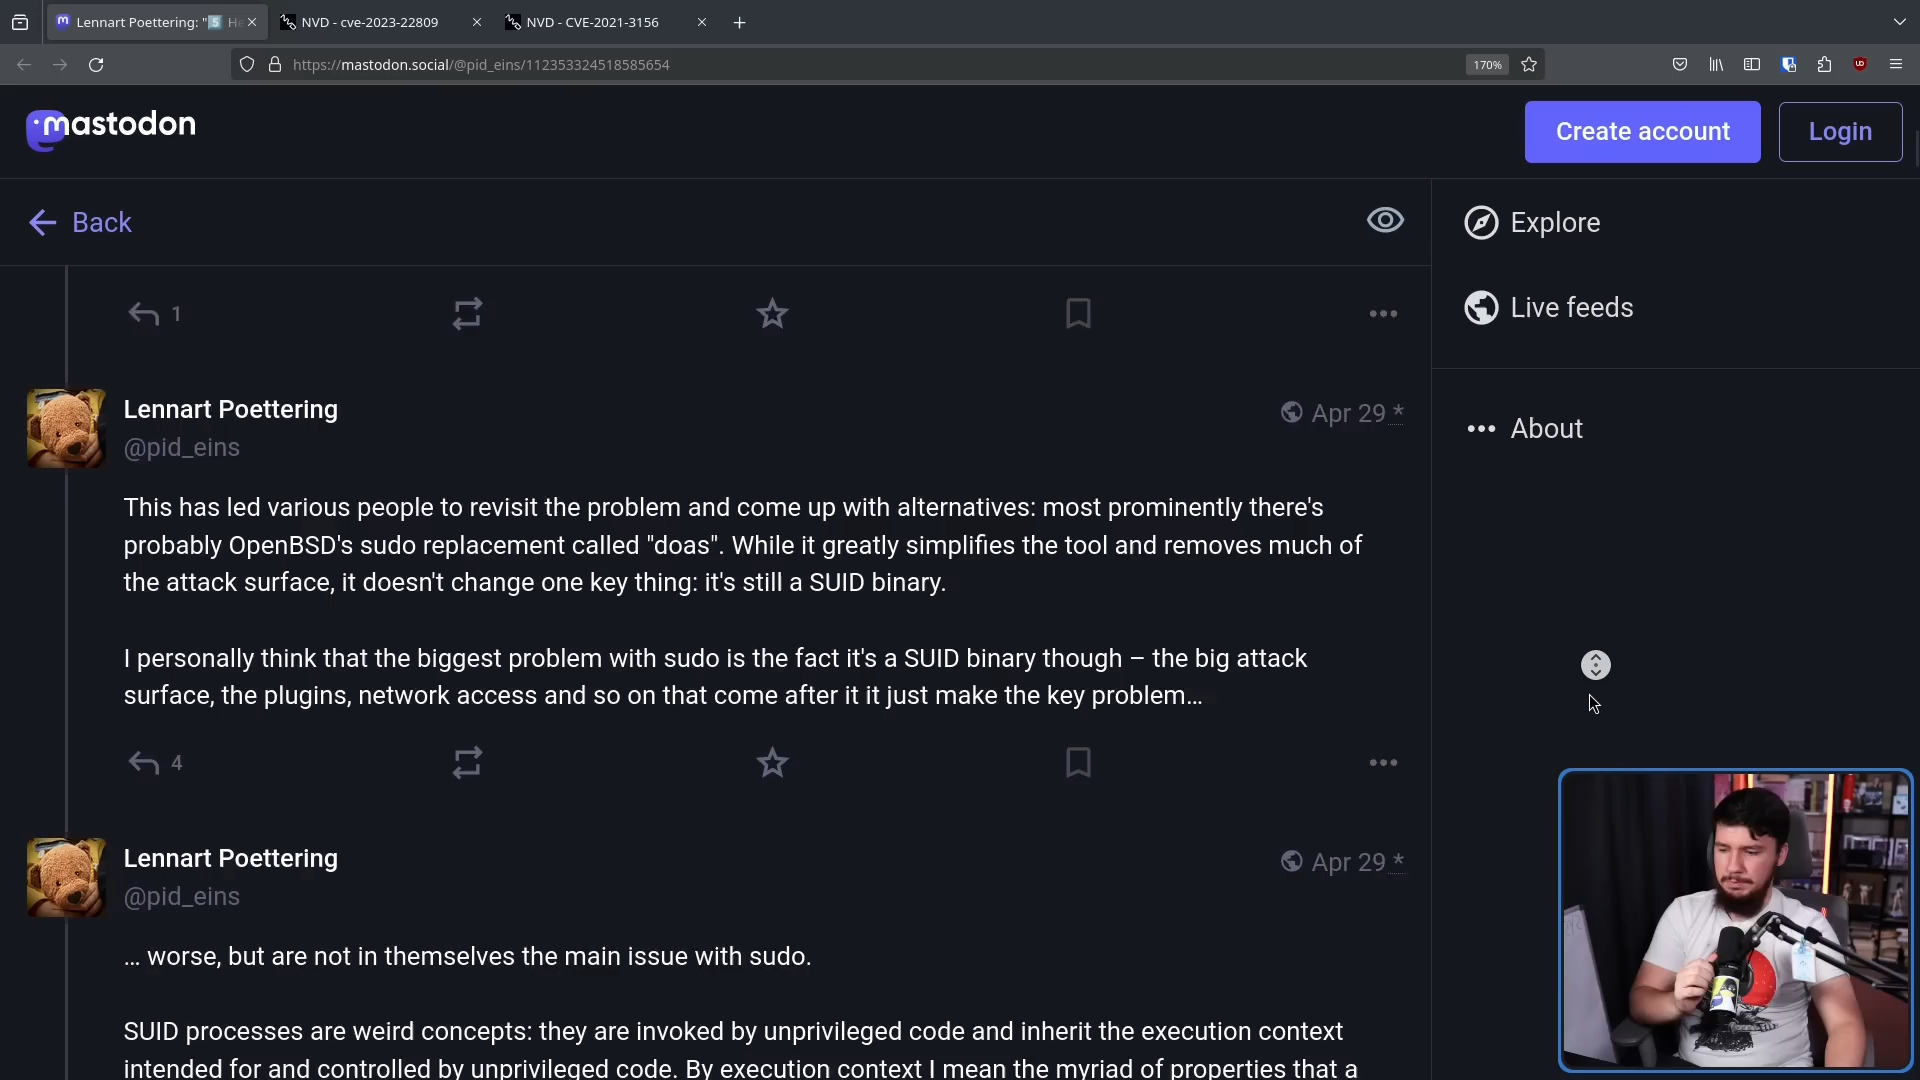 Lennart Poettering: "5️⃣ He
NVD - cve-2023-22809
NVD - CVE-2021-3156
https://mastodon.social/@pid_eins/112353324518585654
170%
mastodon
Create account
Login
Back
Explore
Live feeds
About
1
Lennart Poettering
Apr 29 *
@pid_eins
This has led various people to revisit the problem and come up with alternatives: most prominently there's
probably OpenBSD's sudo replacement called "doas". While it greatly simplifies the tool and removes much of
the attack surface, it doesn't change one key thing: it's still a SUID binary.
I personally think that the biggest problem with sudo is the fact it's a SUID binary though – the big attack
surface, the plugins, network access and so on that come after it it just make the key problem…
4
Lennart Poettering
Apr 29 *
@pid_eins
… worse, but are not in themselves the main issue with sudo.
SUID processes are weird concepts: they are invoked by unprivileged code and inherit the execution context
intended for and controlled by unprivileged code. By execution context I mean the myriad of properties that a